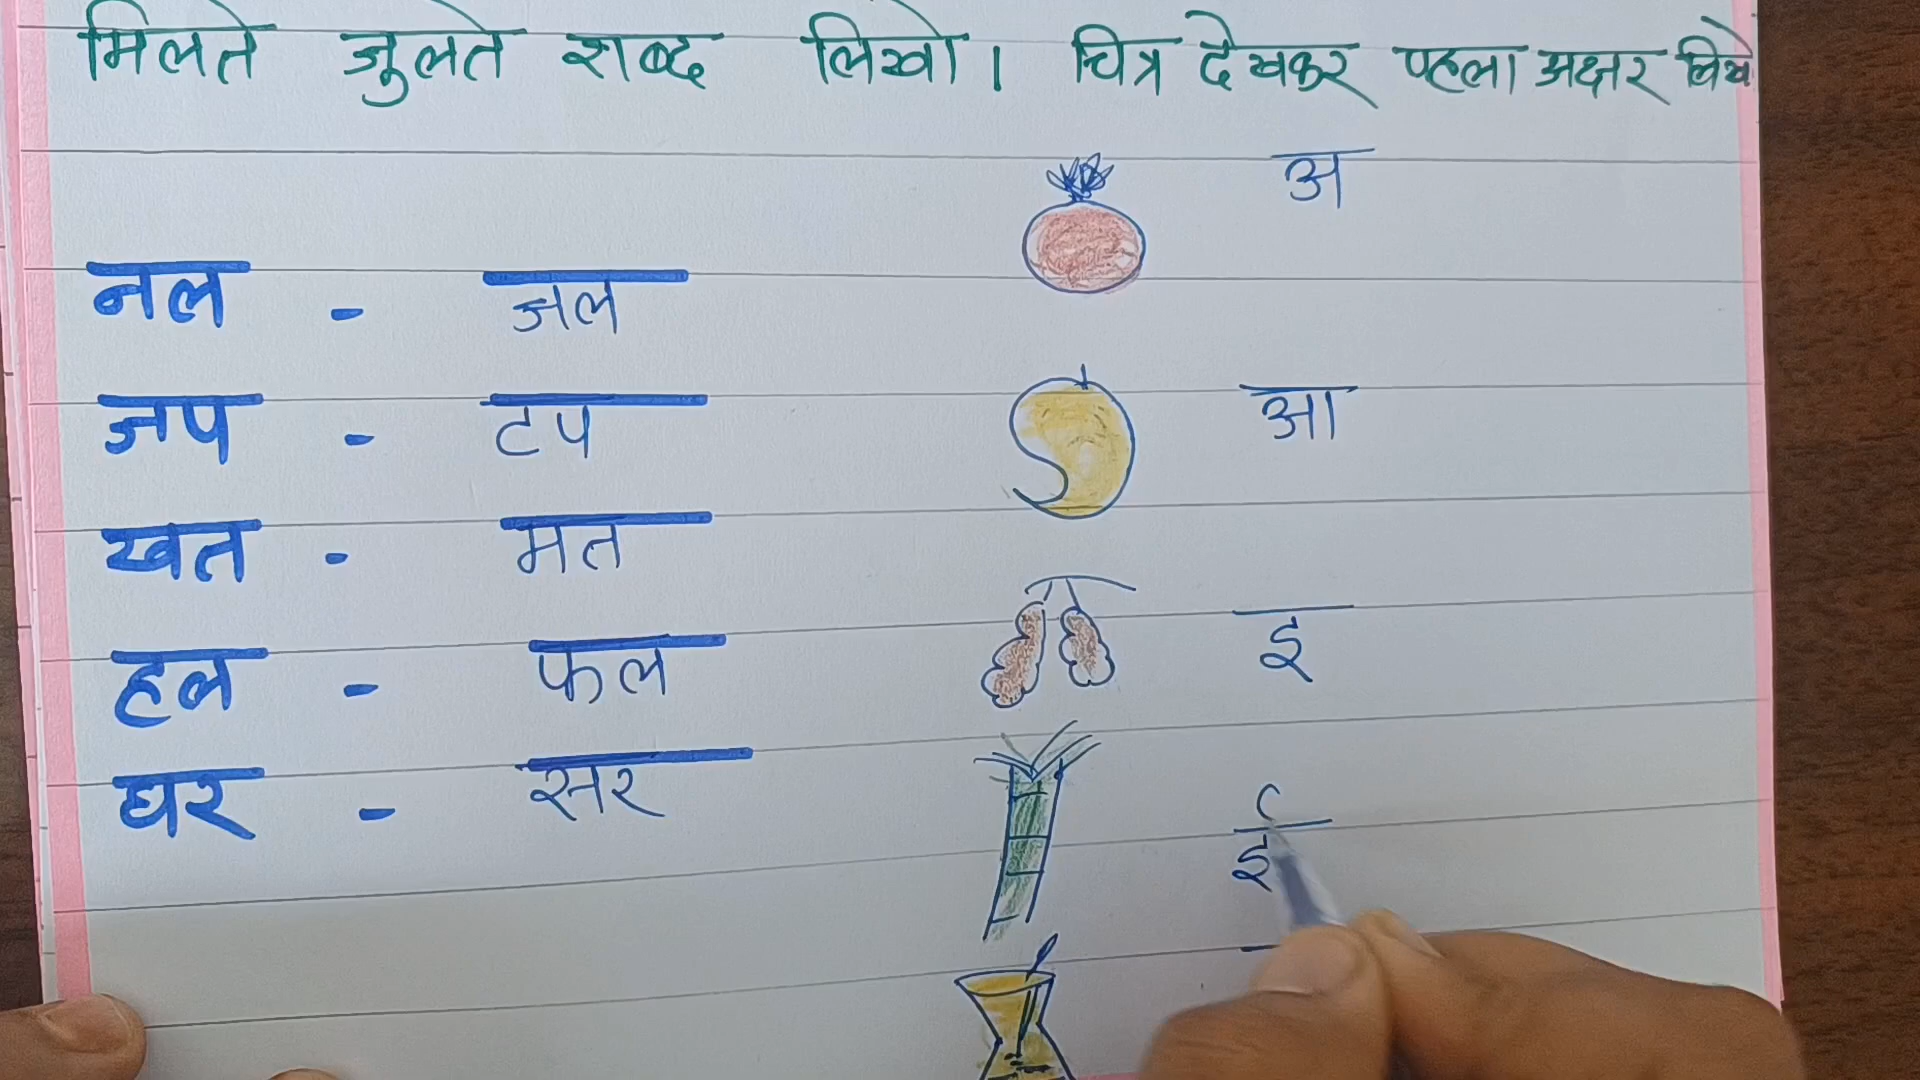 मिलते जुलते शब्द लिखो। चित्र देखकर पहला अक्षर लिखो
अ
नल - जल
आ
जप - टप
खत - मत
इ
हल - फल
घर - सर
ई